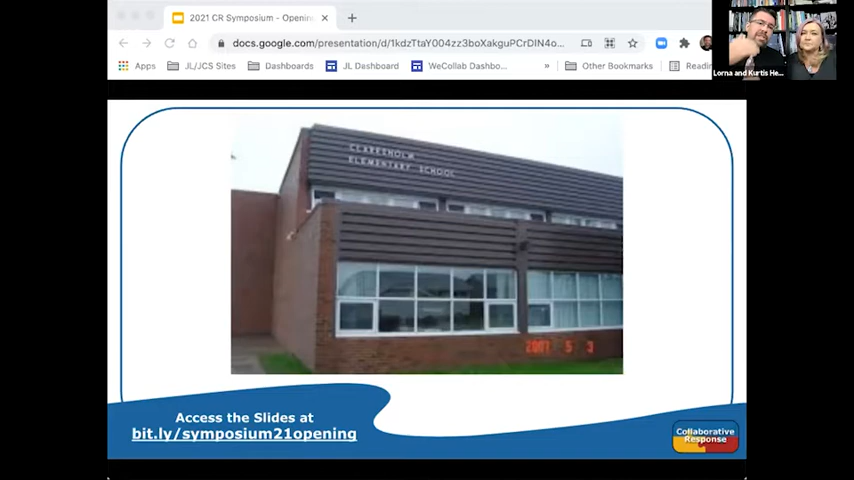 2021 CR Symposium - Openin
docs.google.com/presentation/d/1kdzTtaY004zz3boXakguPCrDIN4o...
Apps
JL/JCS Sites
Dashboards
JL Dashboard
WeCollab Dashbo...
»
Other Bookmarks
Readin
Lorna and Kurtis He...
CLARESHOLM
ELEMENTARY SCHOOL
2007 5 3
Access the Slides at
bit.ly/symposium21opening
Collaborative
Response